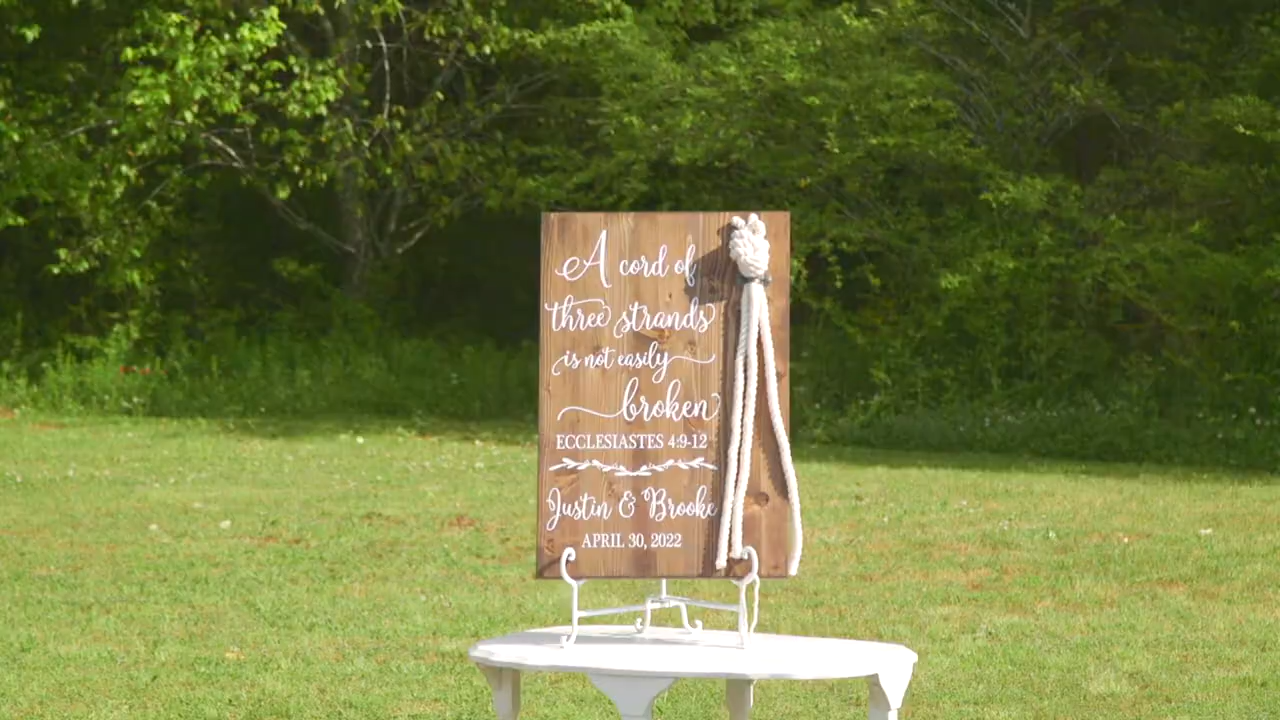 A cord of
three strands
is not easily
broken
ECCLESIASTES 4:9-12
Justin & Brooke
APRIL 30, 2022